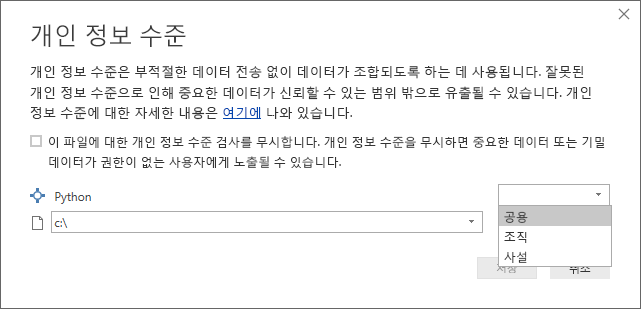 개인 정보 수준
개인 정보 수준은 부적절한 데이터 전송 없이 데이터가 조합되도록 하는 데 사용됩니다. 잘못된
개인 정보 수준으로 인해 중요한 데이터가 신뢰할 수 있는 범위 밖으로 유출될 수 있습니다. 개인
정보 수준에 대한 자세한 내용은 여기에 나와 있습니다.
이 파일에 대한 개인 정보 수준 검사를 무시합니다. 개인 정보 수준을 무시하면 중요한 데이터 또는 기밀
데이터가 권한이 없는 사용자에게 노출될 수 있습니다.
Python
c:\
공용
조직
사설
저장 취소